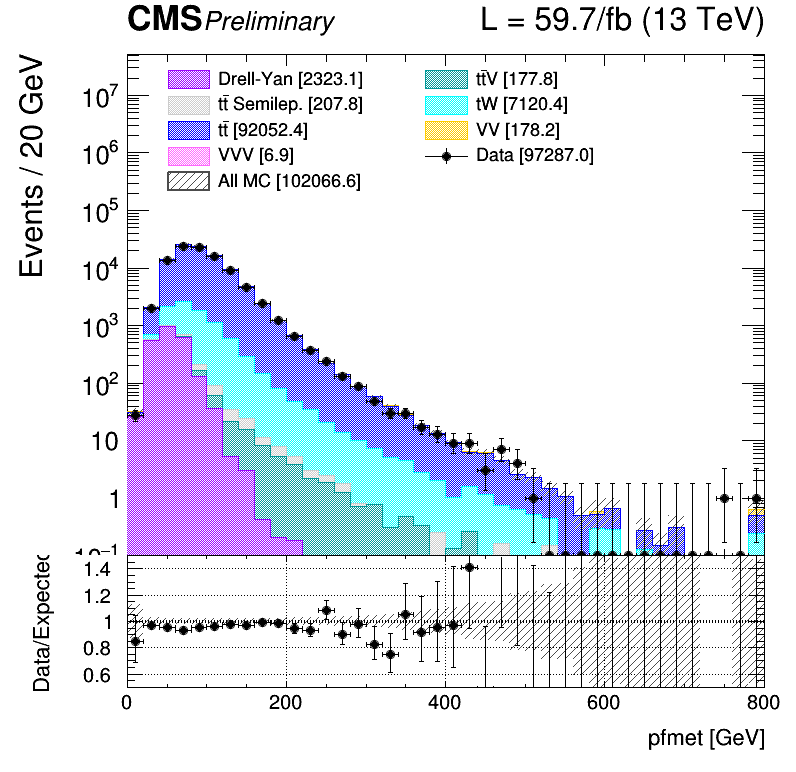 CMS Preliminary L = 59.7/fb (13 TeV)
Events / 20 GeV
Drell-Yan [2323.1]
tt̄ Semilep. [207.8]
tt̄ [92052.4]
VVV [6.9]
All MC [102066.6]
tt̄V [177.8]
tW [7120.4]
VV [178.2]
Data [97287.0]
10⁷
10⁶
10⁵
10⁴
10³
10²
10
1
10⁻¹
Data/Expected
1.4
1.2
1
0.8
0.6
0 200 400 600 800
pfmet [GeV]